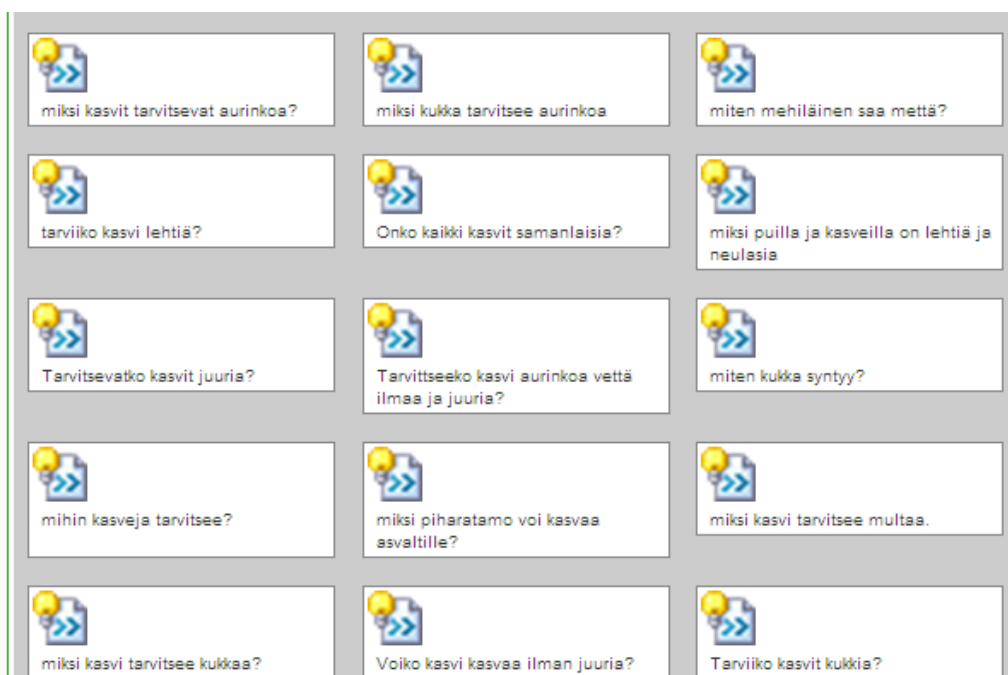 miksi kasvit tarvitsevat aurinkoa?
miksi kukka tarvitsee aurinkoa
miten mehiläinen saa mettä?
tarviiko kasvi lehtiä?
Onko kaikki kasvit samanlaisia?
miksi puilla ja kasveilla on lehtiä ja
neulasia
Tarvitsevatko kasvit juuria?
Tarvittseeko kasvi aurinkoa vettä
ilmaa ja juuria?
miten kukka syntyy?
mihin kasveja tarvitsee?
miksi piharatamo voi kasvaa
asvaltille?
miksi kasvi tarvitsee multaa.
miksi kasvi tarvitsee kukkaa?
Voiko kasvi kasvaa ilman juuria?
Tarviiko kasvit kukkia?